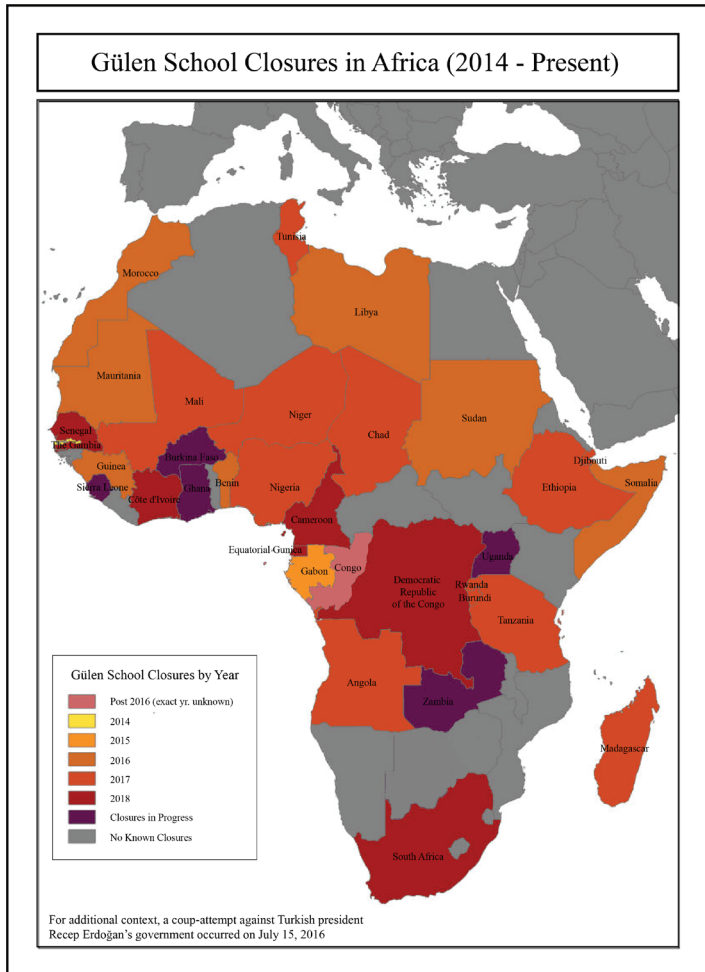 Gülen School Closures in Africa (2014 - Present)
Tunisia
Morocco
Libya
Mauritania
Mali
Niger
Chad
Sudan
Senegal
The Gambia
Guinea
Sierra Leone
Côte d'Ivoire
Burkina Faso
Ghana
Benin
Nigeria
Cameroon
Djibouti
Ethiopia
Somalia
Equatorial Gunica
Gabon
Congo
Democratic
Republic
of the Congo
Uganda
Rwanda
Burundi
Tanzania
Angola
Zambia
Madagascar
South Africa
Gülen School Closures by Year
Post 2016 (exact yr. unknown)
2014
2015
2016
2017
2018
Closures in Progress
No Known Closures
For additional context, a coup-attempt against Turkish president
Recep Erdoğan's government occurred on July 15, 2016